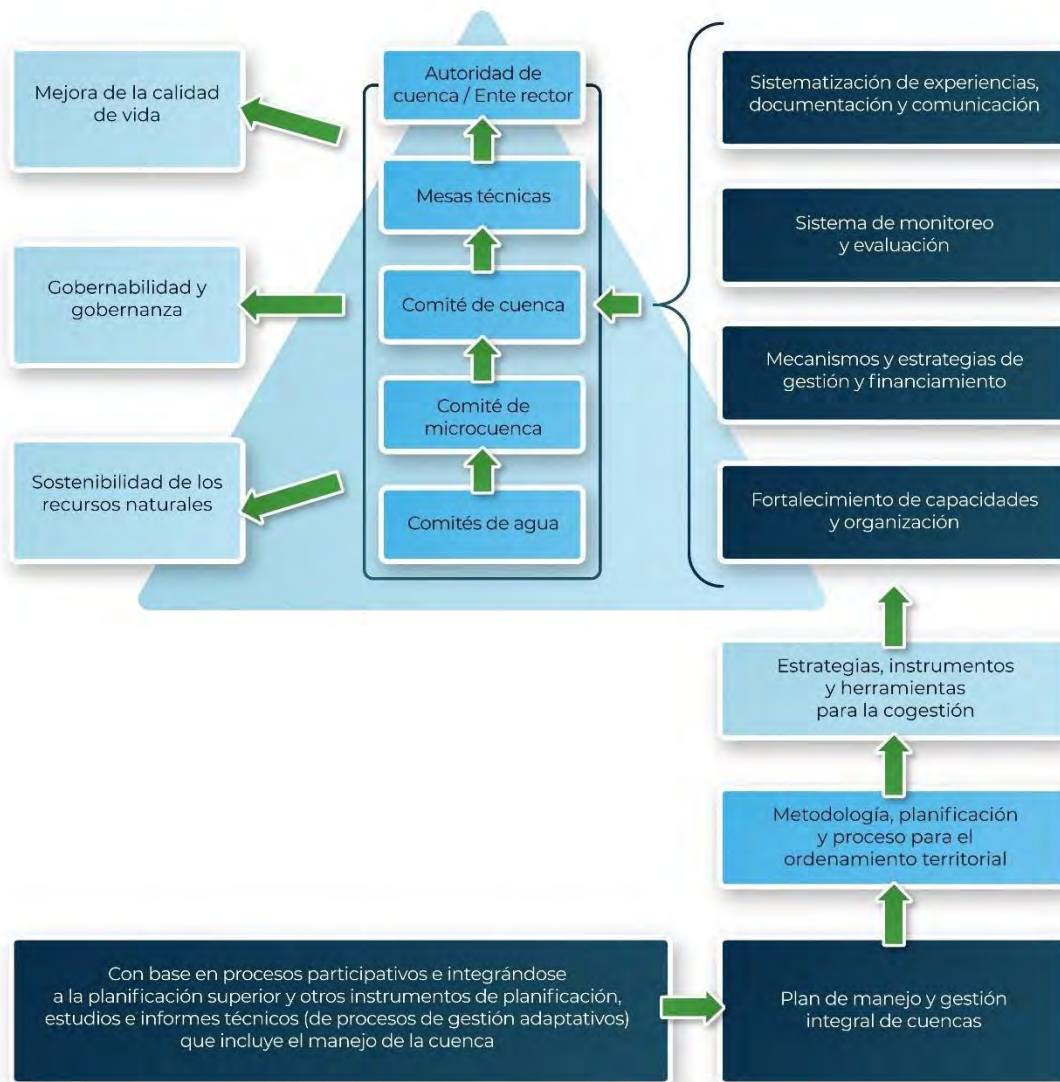 Mejora de la calidad
de vida
Gobernabilidad y
gobernanza
Sostenibilidad de los
recursos naturales
Autoridad de
cuenca / Ente rector
Mesas técnicas
Comité de cuenca
Comité de
microcuenca
Comités de agua
Sistematización de experiencias,
documentación y comunicación
Sistema de monitoreo
y evaluación
Mecanismos y estrategias de
gestión y financiamiento
Fortalecimiento de capacidades
y organización
Estrategias, instrumentos
y herramientas
para la cogestión
Metodología, planificación
y proceso para el
ordenamiento territorial
Con base en procesos participativos e integrándose
a la planificación superior y otros instrumentos de planificación,
estudios e informes técnicos (de procesos de gestión adaptativos)
que incluye el manejo de la cuenca
Plan de manejo y gestión
integral de cuencas